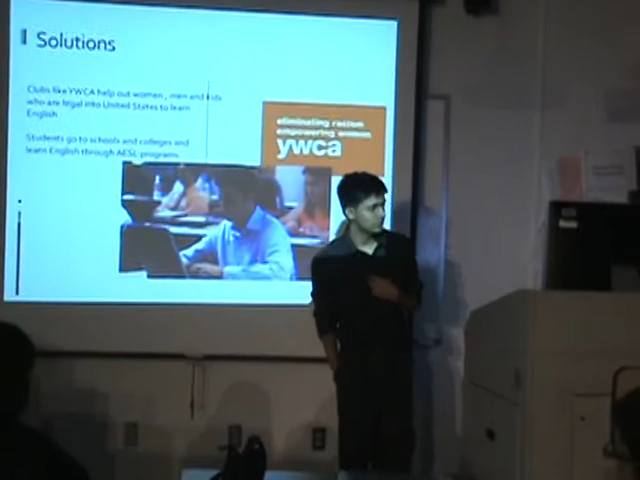 Solutions
Clubs like YWCA help out women , men and kids
who are legal into United States to learn
English
Students go to schools and colleges and
learn English through AESL programs.
eliminating racism
empowering women
ywca